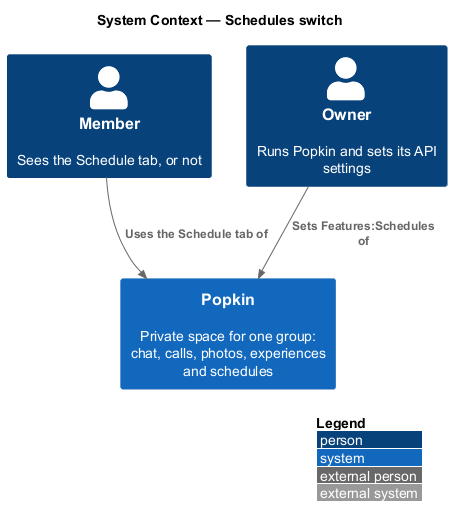 System Context — Schedules switch
Member
Sees the Schedule tab, or not
Owner
Runs Popkin and sets its API
settings
Uses the Schedule tab of
Sets Features:Schedules
of
Popkin
Private space for one group:
chat, calls, photos, experiences
and schedules
Legend
person
system
external person
external system